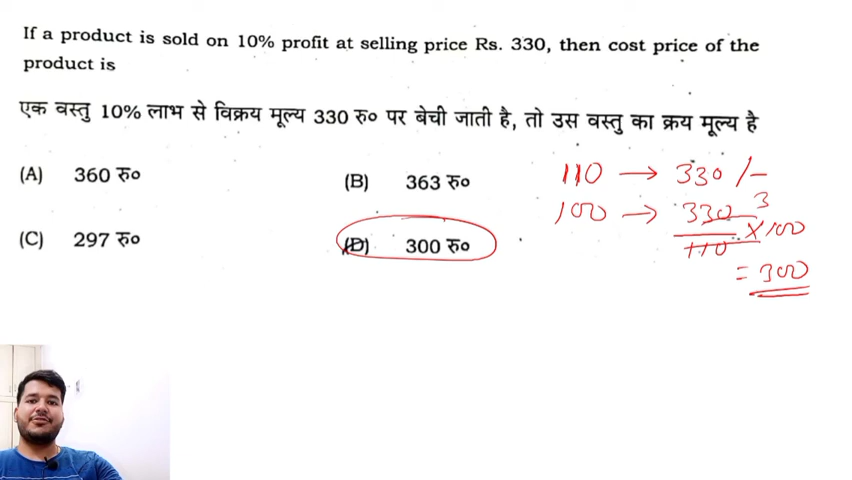 If a product is sold on 10% profit at selling price Rs. 330, then cost price of the
product is
एक वस्तु 10% लाभ से विक्रय मूल्य 330 रु० पर बेची जाती है, तो उस वस्तु का क्रय मूल्य है
(A) 360 रु०
(B) 363 रु०
(C) 297 रु०
(D) 300 रु०
110 → 330 /-
100 → 330 3
110 × 100
= 300